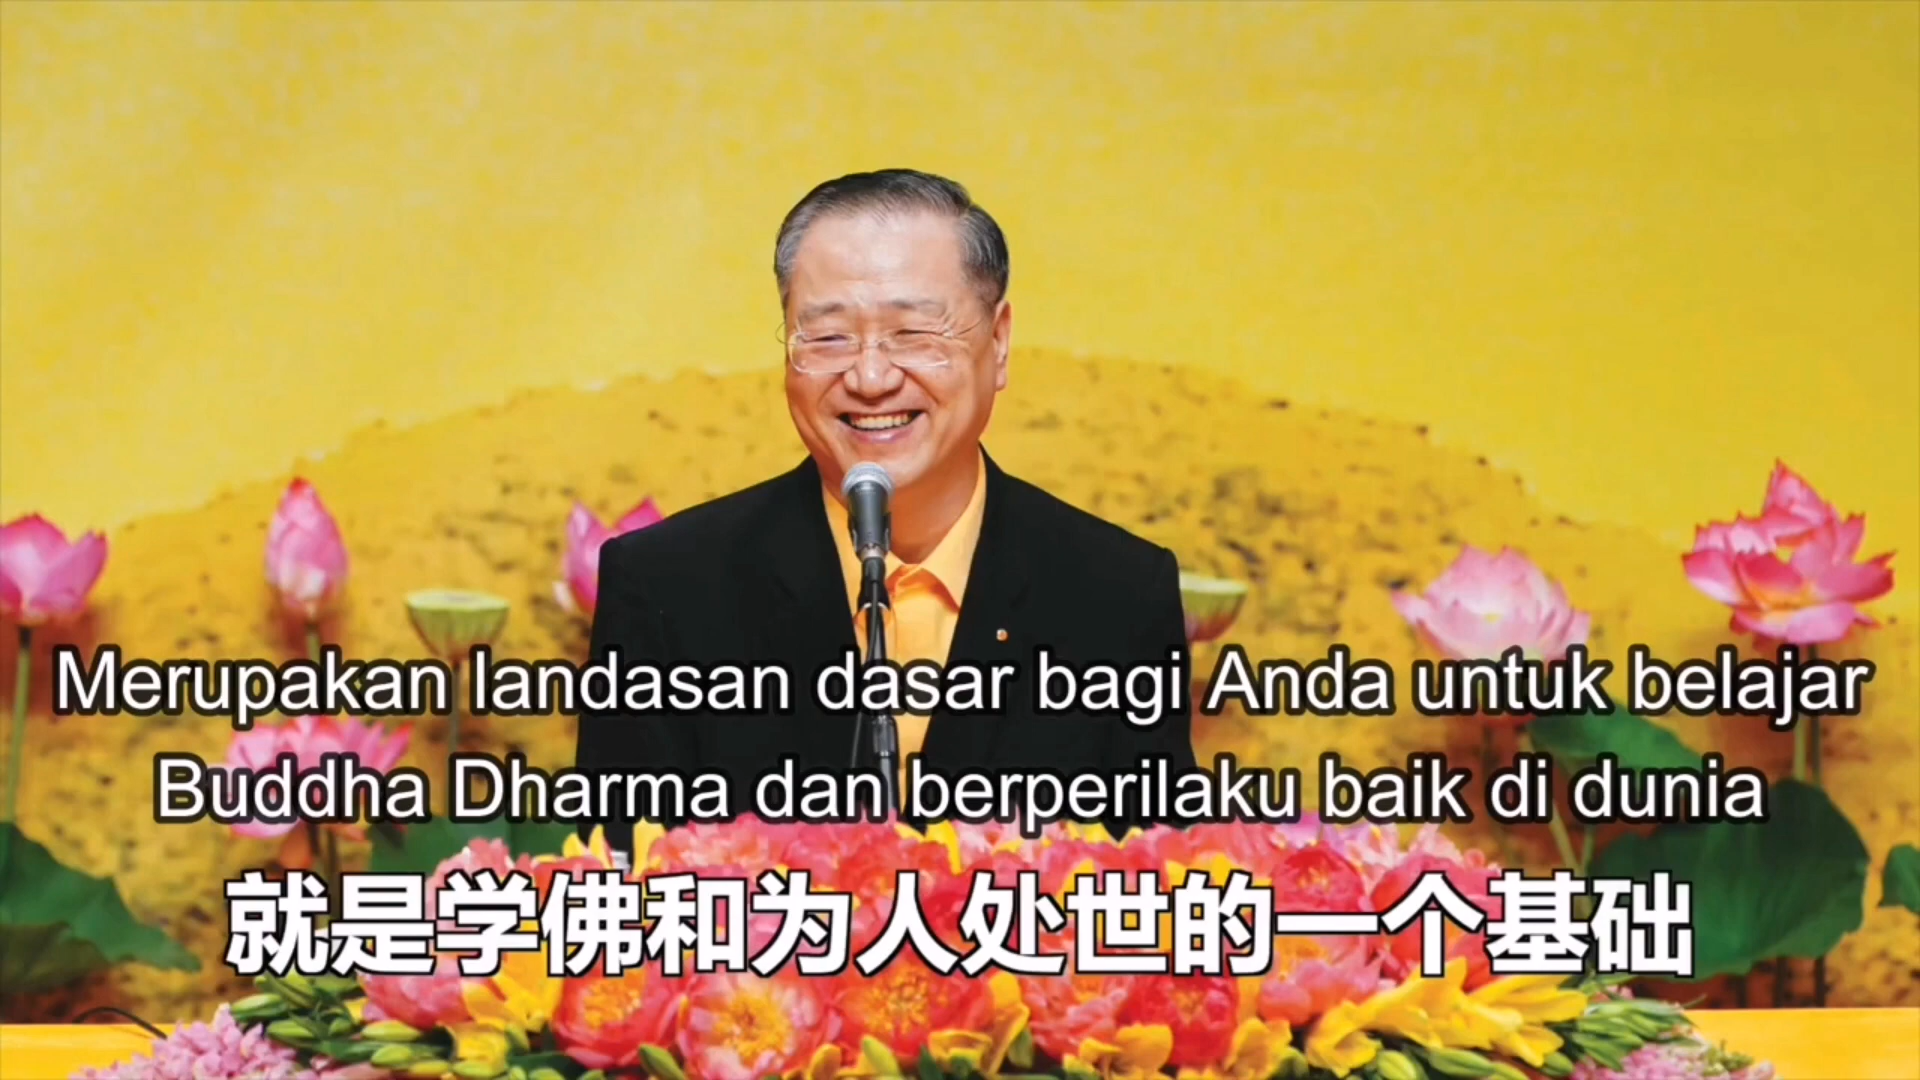 Merupakan landasan dasar bagi Anda untuk belajar
Buddha Dharma dan berperilaku baik di dunia
就是学佛和为人处世的一个基础